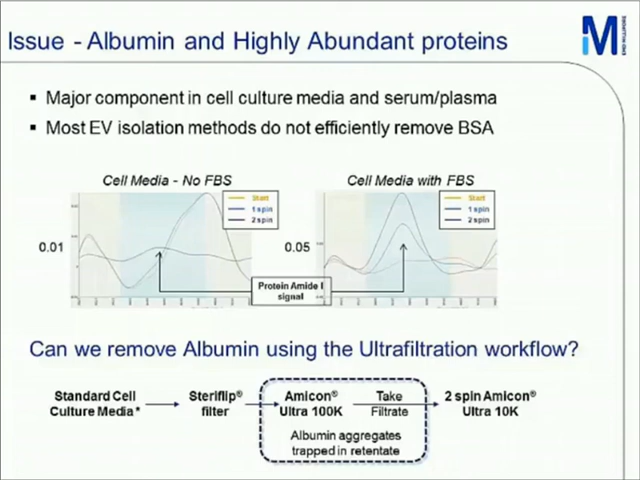 Issue - Albumin and Highly Abundant proteins
M
▪ Major component in cell culture media and serum/plasma
▪ Most EV isolation methods do not efficiently remove BSA
Cell Media - No FBS
Start
1 spin
2 spin
0.01
Cell Media with FBS
Start
1 spin
2 spin
0.05
Protein Amide I
signal
Can we remove Albumin using the Ultrafiltration workflow?
Standard Cell
Culture Media*
Steriflip®
filter
Amicon®
Ultra 100K
Take
Filtrate
2 spin Amicon®
Ultra 10K
Albumin aggregates
trapped in retentate